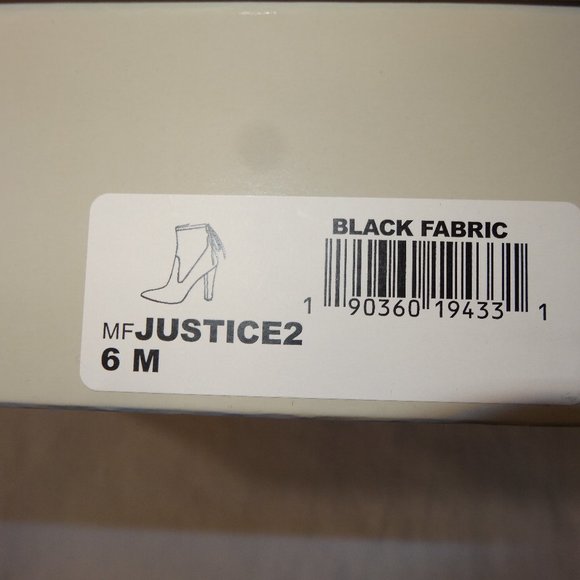 BLACK FABRIC
1 90360 19433 1
MFJUSTICE2
6 M